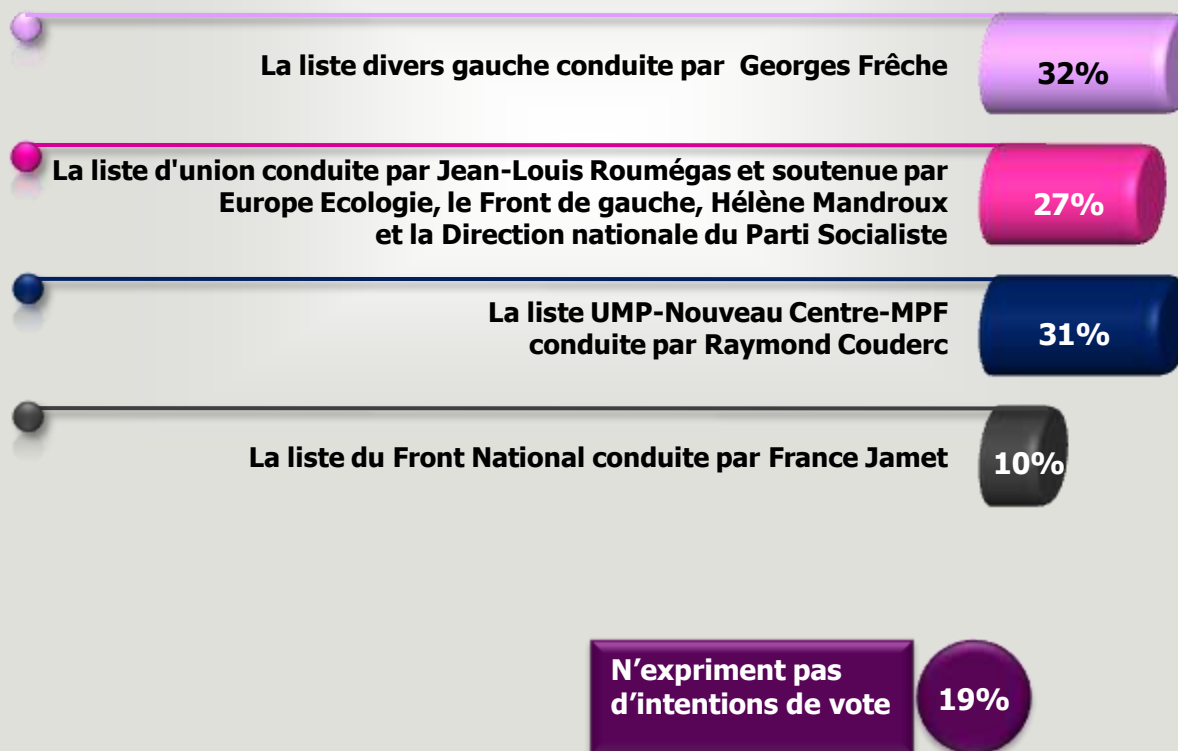 La liste divers gauche conduite par Georges Frêche
32%
La liste d'union conduite par Jean-Louis Roumégas et soutenue par
Europe Ecologie, le Front de gauche, Hélène Mandroux
et la Direction nationale du Parti Socialiste
27%
La liste UMP-Nouveau Centre-MPF
conduite par Raymond Couderc
31%
La liste du Front National conduite par France Jamet
10%
N’expriment pas
d’intentions de vote
19%